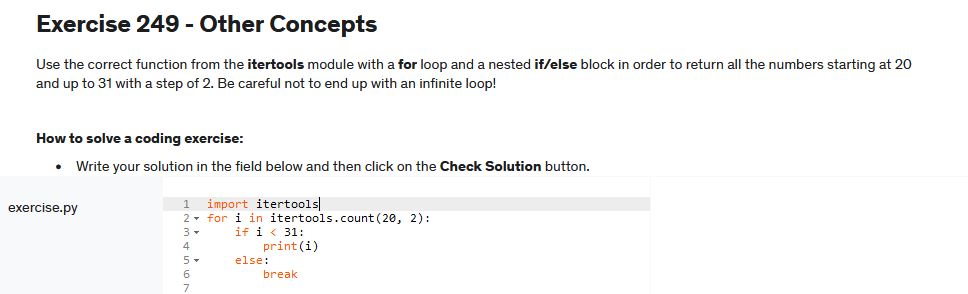 Exercise 249 - Other Concepts
Use the correct function from the itertools module with a for loop and a nested if/else block in order to return all the numbers starting at 20
and up to 31 with a step of 2. Be careful not to end up with an infinite loop!
How to solve a coding exercise:
• Write your solution in the field below and then click on the Check Solution button.
exercise.py
1 import itertools
2 for i in itertools.count(20, 2):
3     if i < 31:
4         print(i)
5     else:
6         break
7